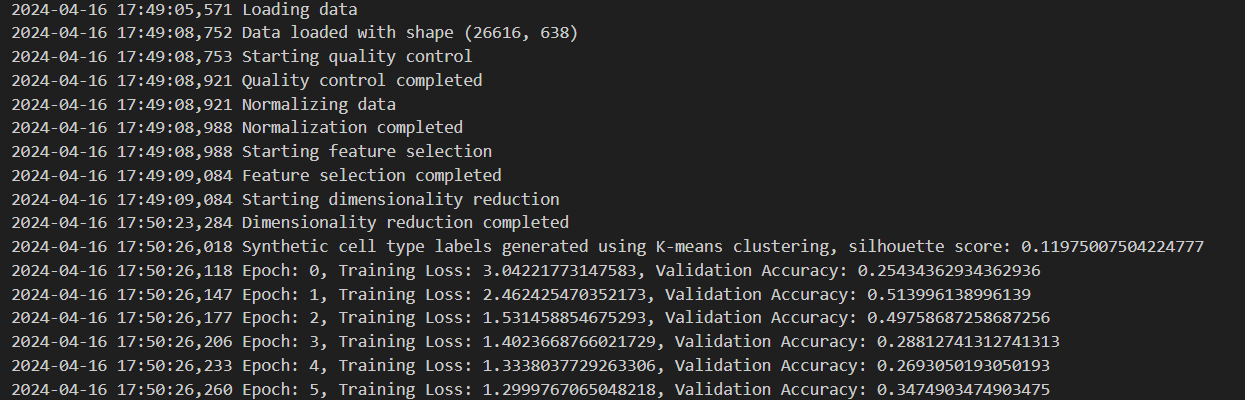 2024-04-16 17:49:05,571 Loading data
2024-04-16 17:49:08,752 Data loaded with shape (26616, 638)
2024-04-16 17:49:08,753 Starting quality control
2024-04-16 17:49:08,921 Quality control completed
2024-04-16 17:49:08,921 Normalizing data
2024-04-16 17:49:08,988 Normalization completed
2024-04-16 17:49:08,988 Starting feature selection
2024-04-16 17:49:09,084 Feature selection completed
2024-04-16 17:49:09,084 Starting dimensionality reduction
2024-04-16 17:50:23,284 Dimensionality reduction completed
2024-04-16 17:50:26,018 Synthetic cell type labels generated using K-means clustering, silhouette score: 0.11975007504224777
2024-04-16 17:50:26,118 Epoch: 0, Training Loss: 3.04221773147583, Validation Accuracy: 0.25434362934362936
2024-04-16 17:50:26,147 Epoch: 1, Training Loss: 2.462425470352173, Validation Accuracy: 0.513996138996139
2024-04-16 17:50:26,177 Epoch: 2, Training Loss: 1.531458854675293, Validation Accuracy: 0.49758687258687256
2024-04-16 17:50:26,206 Epoch: 3, Training Loss: 1.4023668766021729, Validation Accuracy: 0.28812741312741313
2024-04-16 17:50:26,233 Epoch: 4, Training Loss: 1.3338037729263306, Validation Accuracy: 0.2693050193050193
2024-04-16 17:50:26,260 Epoch: 5, Training Loss: 1.2999767065048218, Validation Accuracy: 0.3474903474903475